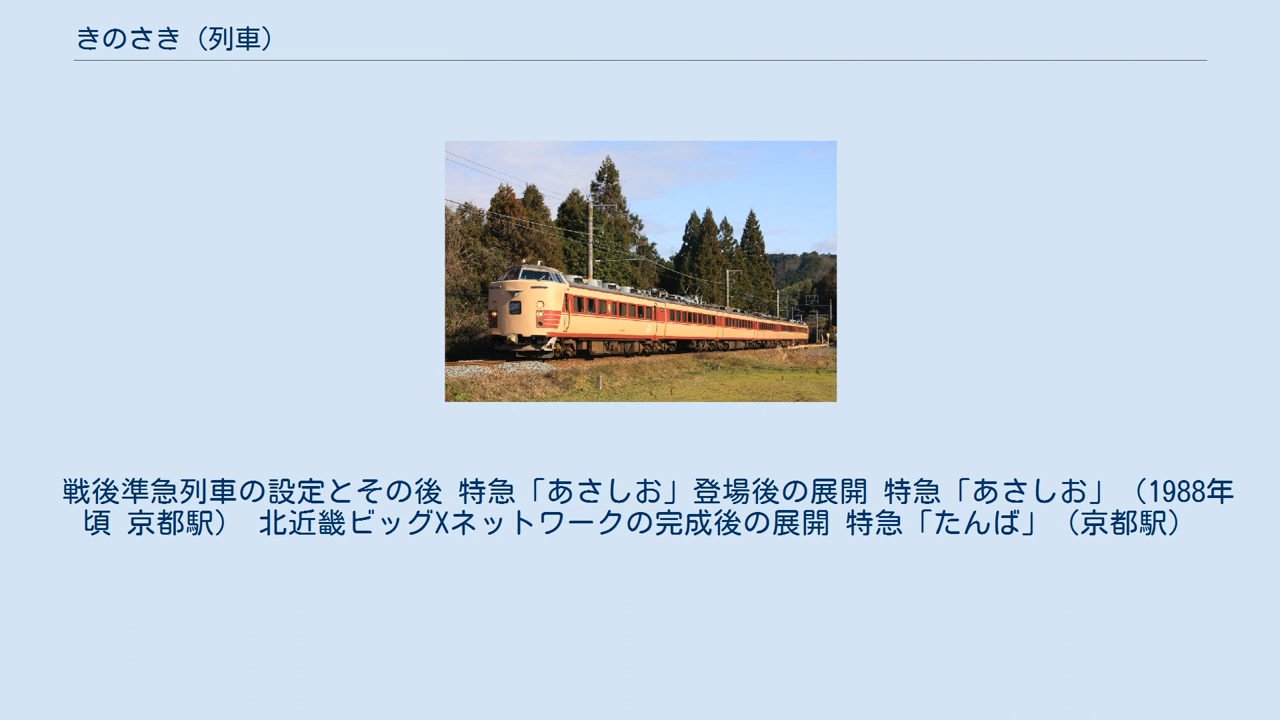 きのさき（列車）
戦後準急列車の設定とその後 特急「あさしお」登場後の展開 特急「あさしお」（1988年
頃 京都駅） 北近畿ビッグXネットワークの完成後の展開 特急「たんば」（京都駅）